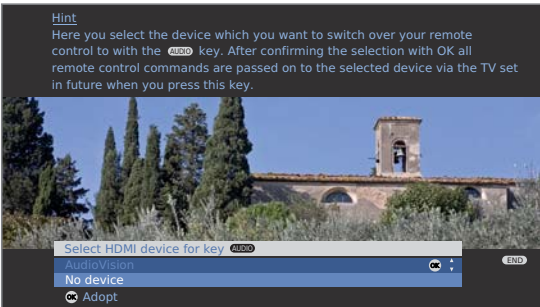 Hint
Here you select the device which you want to switch over your remote
control to with the AUDIO key. After confirming the selection with OK all
remote control commands are passed on to the selected device via the TV set
in future when you press this key.
Select HDMI device for key AUDIO
AudioVision OK
END
No device
OK Adopt